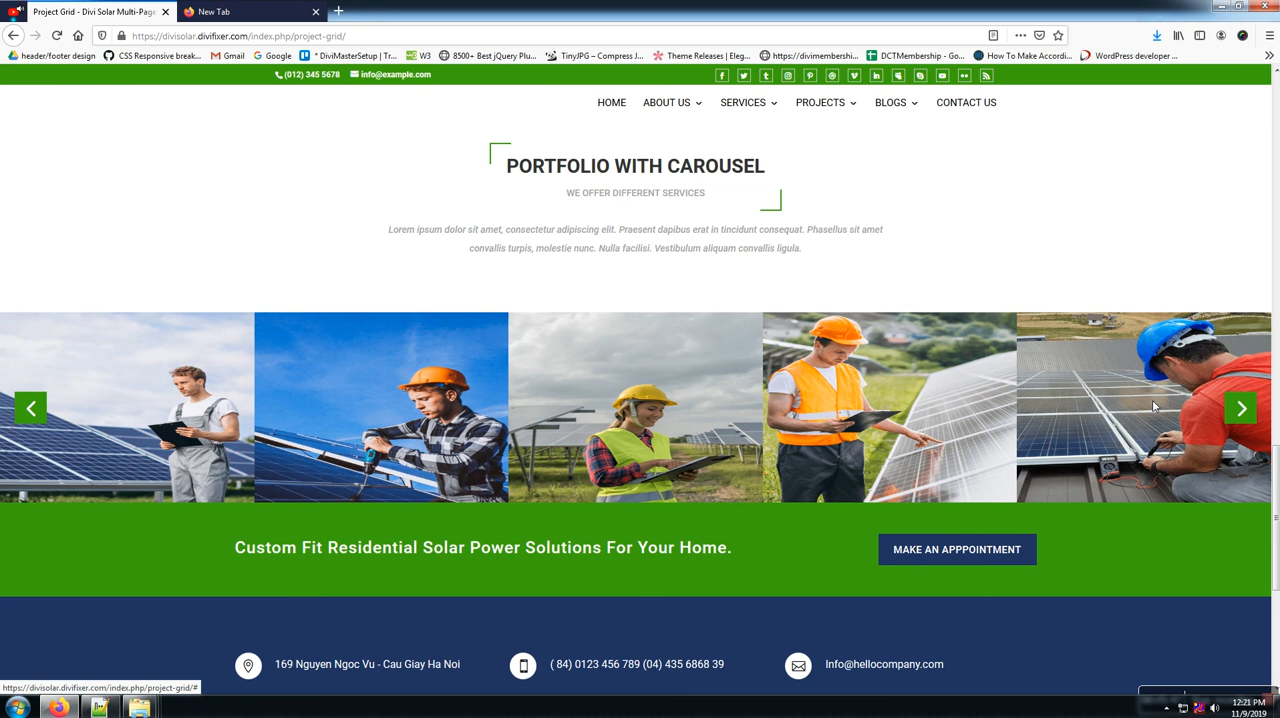 Project Grid - Divi Solar Multi-Page
New Tab
https://divisolar.divifixer.com/index.php/project-grid/
header/footer design
CSS Responsive break...
Gmail
Google
* DiviMasterSetup | Tr...
W3
8500+ Best jQuery Plu...
TinyJPG – Compress J...
Theme Releases | Eleg...
https://divimembershi...
DCTMembership - Go...
How To Make Accordi...
WordPress developer ...
(012) 345 5678
info@example.com
HOME
ABOUT US
SERVICES
PROJECTS
BLOGS
CONTACT US
PORTFOLIO WITH CAROUSEL
WE OFFER DIFFERENT SERVICES
Lorem ipsum dolor sit amet, consectetur adipiscing elit. Praesent dapibus erat in tincidunt consequat. Phasellus sit amet
convallis turpis, molestie nunc. Nulla facilisi. Vestibulum aliquam convallis ligula.
Custom Fit Residential Solar Power Solutions For Your Home.
MAKE AN APPPOINTMENT
169 Nguyen Ngoc Vu - Cau Giay Ha Noi
( 84) 0123 456 789 (04) 435 6868 39
Info@hellocompany.com
https://divisolar.divifixer.com/index.php/project-grid/#
12:21 PM
11/9/2019